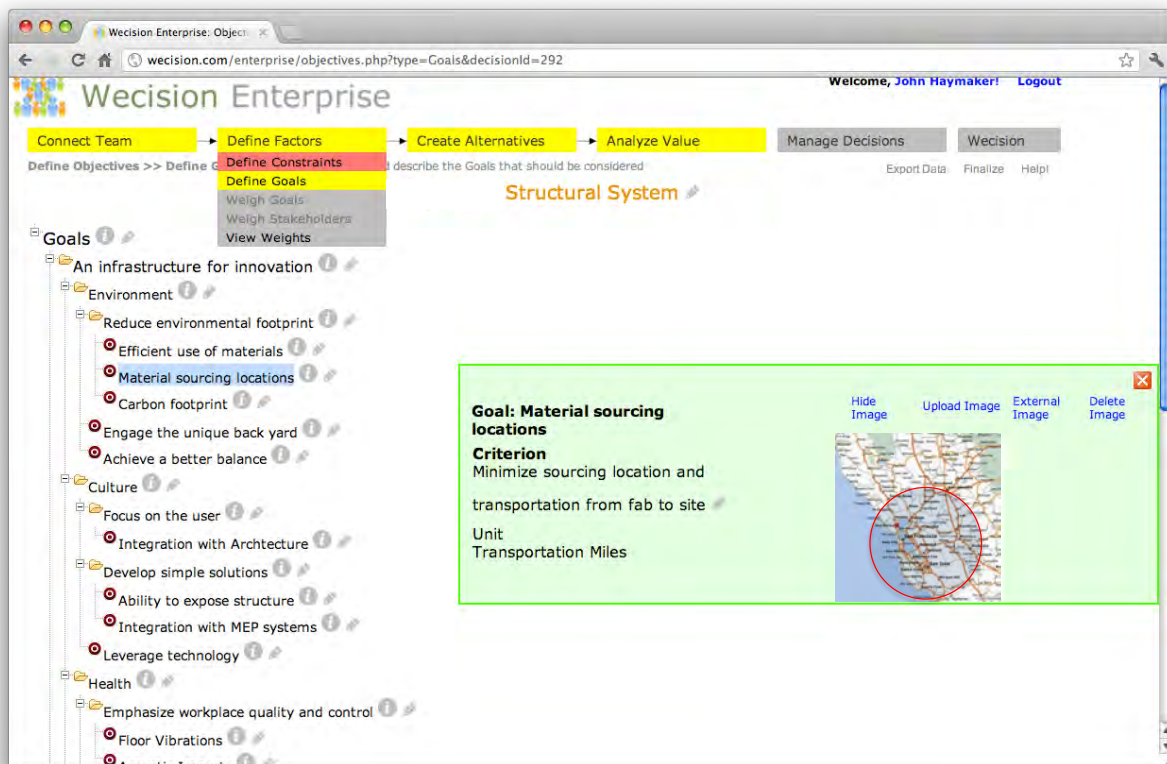 Wecision Enterprise: Object
wecision.com/enterprise/objectives.php?type=Goals&decisionId=292
Welcome, John Haymaker! Logout
Wecision Enterprise
Connect Team Define Factors Create Alternatives Analyze Value Manage Decisions Wecision
Define Objectives >> Define G describe the Goals that should be considered Export Data Finalize Help!
Define Constraints
Define Goals
Weigh Goals
Weigh Stakeholders
View Weights
Structural System
Goals
An infrastructure for innovation
Environment
Reduce environmental footprint
Efficient use of materials
Material sourcing locations
Carbon footprint
Engage the unique back yard
Achieve a better balance
Culture
Focus on the user
Integration with Archtecture
Develop simple solutions
Ability to expose structure
Integration with MEP systems
Leverage technology
Health
Emphasize workplace quality and control
Floor Vibrations
Goal: Material sourcing
locations
Criterion
Minimize sourcing location and
transportation from fab to site
Unit
Transportation Miles
Hide
Image
Upload Image
External
Image
Delete
Image